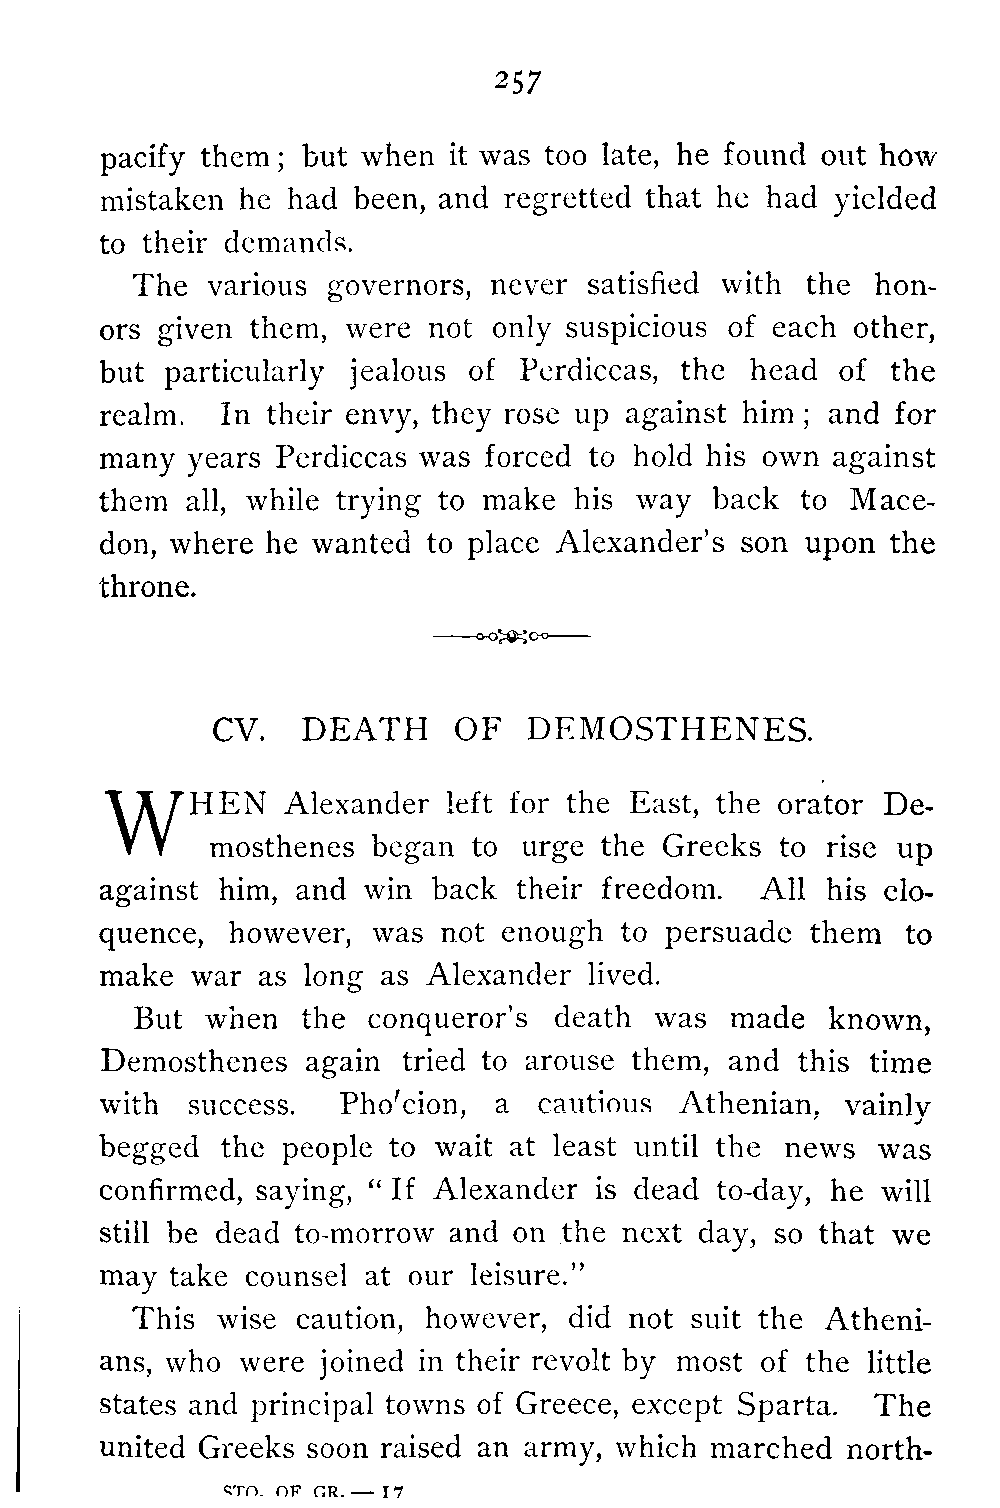 257
pacify them; but when it was too late, he found out how
mistaken he had been, and regretted that he had yielded
to their demands.
The various governors, never satisfied with the hon-
ors given them, were not only suspicious of each other,
but particularly jealous of Perdiccas, the head of the
realm. In their envy, they rose up against him; and for
many years Perdiccas was forced to hold his own against
them all, while trying to make his way back to Mace-
don, where he wanted to place Alexander's son upon the
throne.
CV. DEATH OF DEMOSTHENES.
WHEN Alexander left for the East, the orator De-
mosthenes began to urge the Greeks to rise up
against him, and win back their freedom. All his elo-
quence, however, was not enough to persuade them to
make war as long as Alexander lived.
But when the conqueror's death was made known,
Demosthenes again tried to arouse them, and this time
with success. Pho'cion, a cautious Athenian, vainly
begged the people to wait at least until the news was
confirmed, saying, "If Alexander is dead to-day, he will
still be dead to-morrow and on the next day, so that we
may take counsel at our leisure."
This wise caution, however, did not suit the Atheni-
ans, who were joined in their revolt by most of the little
states and principal towns of Greece, except Sparta. The
united Greeks soon raised an army, which marched north-
STO. OF GR.— 17